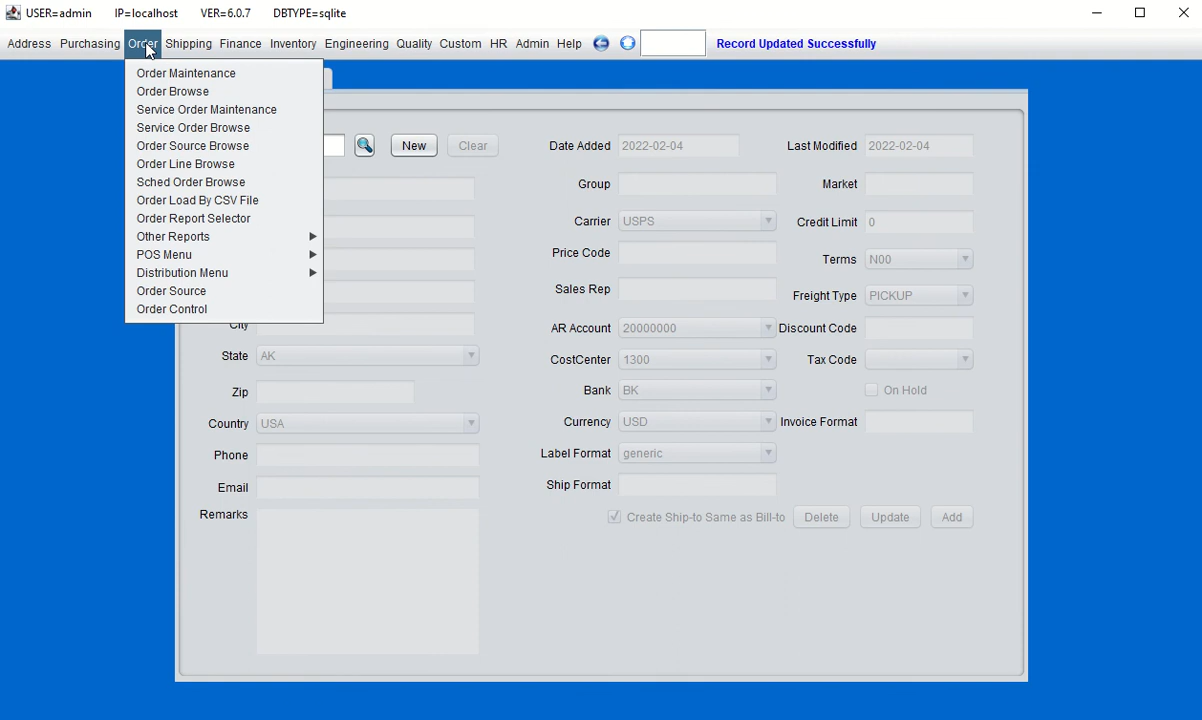 USER=admin IP=localhost VER=6.0.7 DBTYPE=sqlite
Address Purchasing Order Shipping Finance Inventory Engineering Quality Custom HR Admin Help Record Updated Successfully
Order Maintenance
Order Browse
Service Order Maintenance
Service Order Browse
Order Source Browse
Order Line Browse
Sched Order Browse
Order Load By CSV File
Order Report Selector
Other Reports
POS Menu
Distribution Menu
Order Source
Order Control
New Clear
City
State AK
Zip
Country USA
Phone
Email
Remarks
Date Added 2022-02-04
Group
Carrier USPS
Price Code
Sales Rep
AR Account 20000000
CostCenter 1300
Bank BK
Currency USD
Label Format generic
Ship Format
Last Modified 2022-02-04
Market
Credit Limit 0
Terms N00
Freight Type PICKUP
Discount Code
Tax Code
On Hold
Invoice Format
Create Ship-to Same as Bill-to Delete Update Add